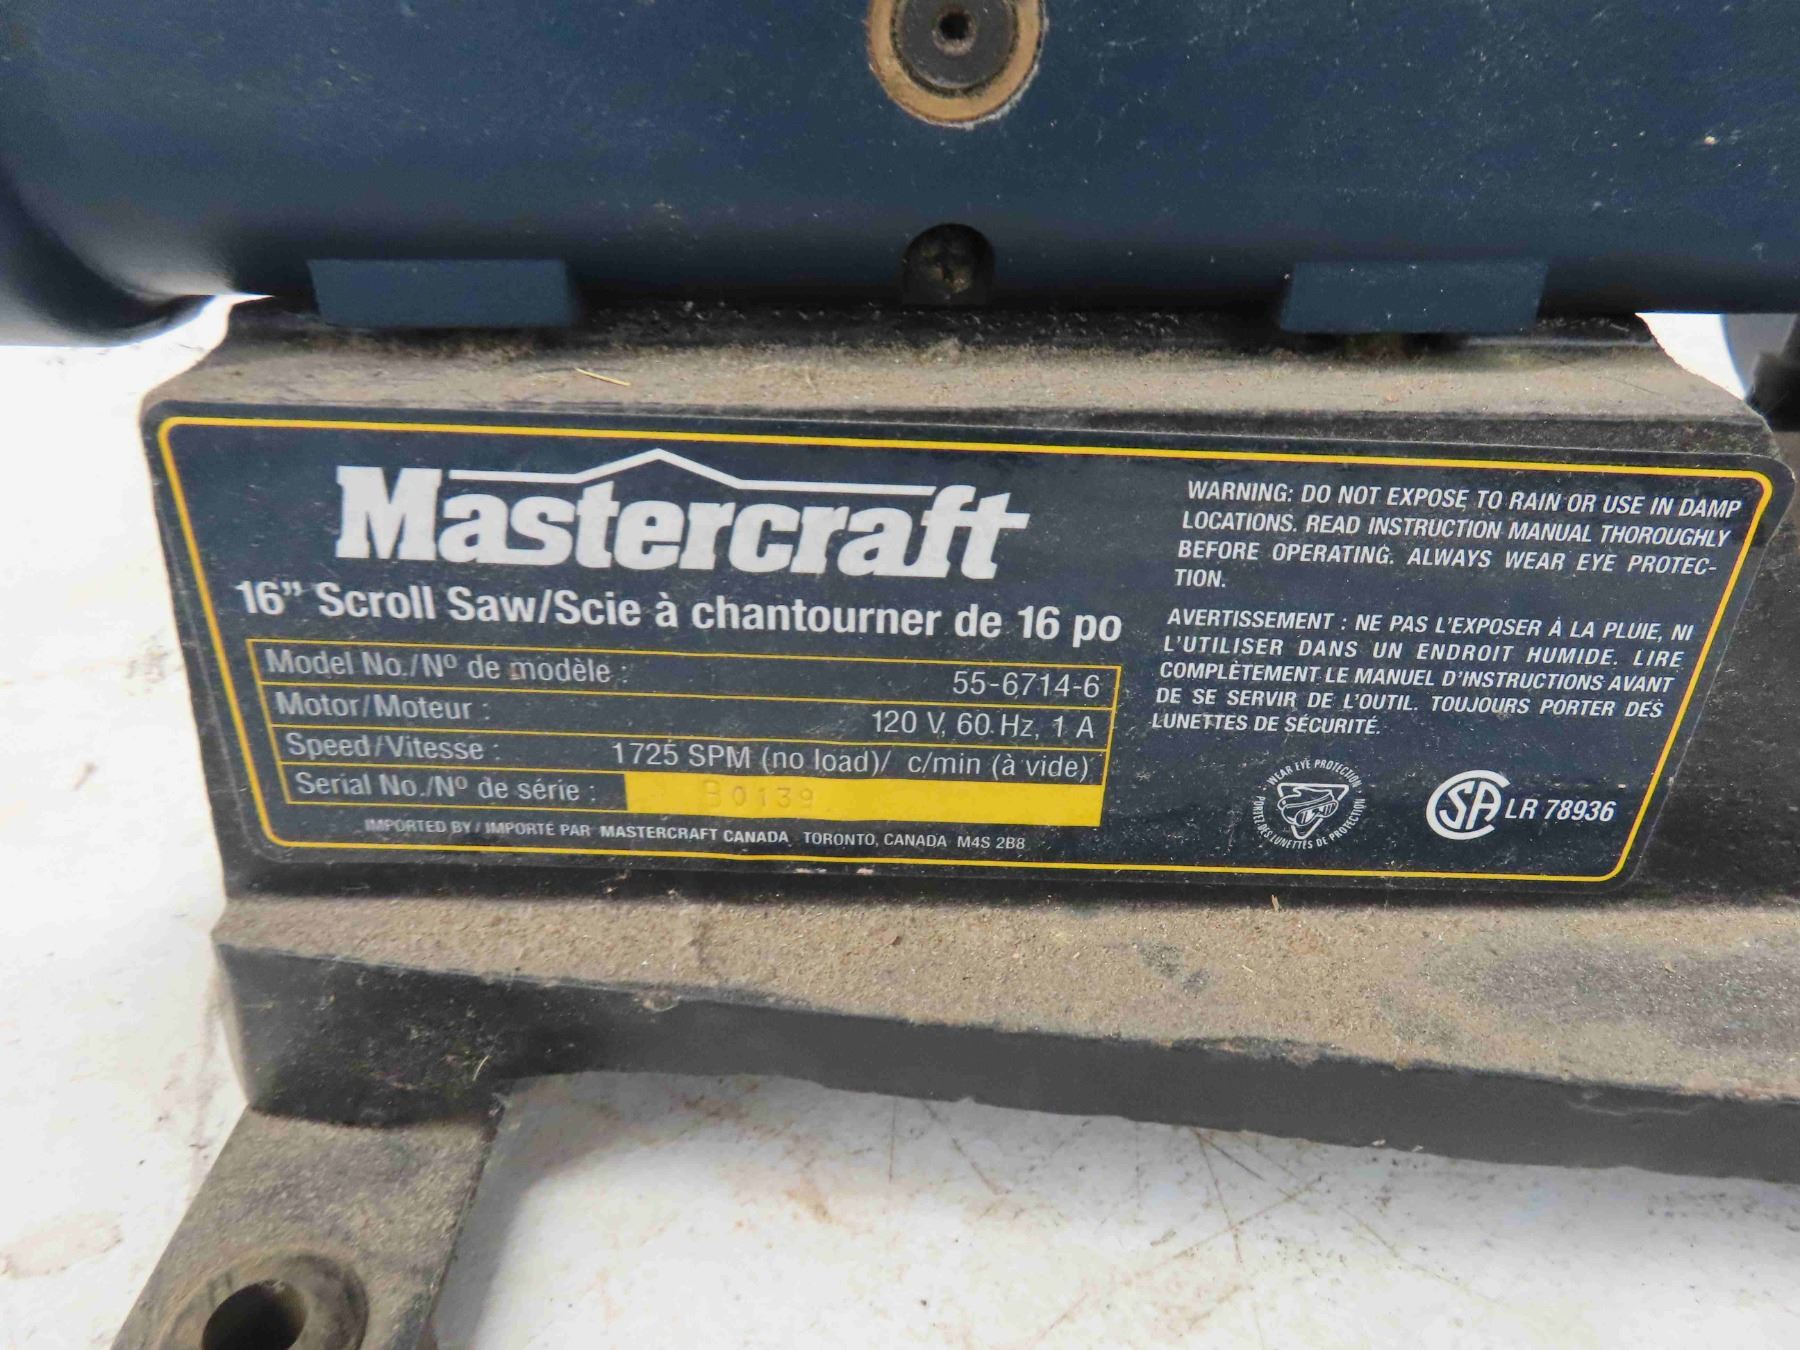 Mastercraft
16" Scroll Saw/Scie à chantourner de 16 po
Model No./Nº de modèle : 55-6714-6
Motor/Moteur : 120 V, 60 Hz, 1 A
Speed/Vitesse : 1725 SPM (no load)/ c/min (à vide)
Serial No./Nº de série : B0139
IMPORTED BY / IMPORTÉ PAR MASTERCRAFT CANADA TORONTO, CANADA M4S 2B8
WARNING: DO NOT EXPOSE TO RAIN OR USE IN DAMP
LOCATIONS. READ INSTRUCTION MANUAL THOROUGHLY
BEFORE OPERATING. ALWAYS WEAR EYE PROTEC-
TION.
AVERTISSEMENT : NE PAS L'EXPOSER À LA PLUIE, NI
L'UTILISER DANS UN ENDROIT HUMIDE. LIRE
COMPLÈTEMENT LE MANUEL D'INSTRUCTIONS AVANT
DE SE SERVIR DE L'OUTIL. TOUJOURS PORTER DES
LUNETTES DE SÉCURITÉ.
WEAR EYE PROTECTION
PORTEZ DES LUNETTES DE PROTECTION
CSA LR 78936